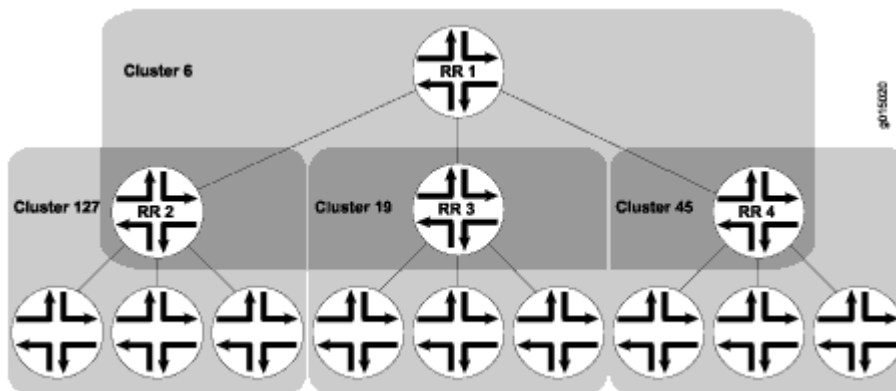 Cluster 6
RR 1
g015020
Cluster 127
RR 2
Cluster 19
RR 3
Cluster 45
RR 4